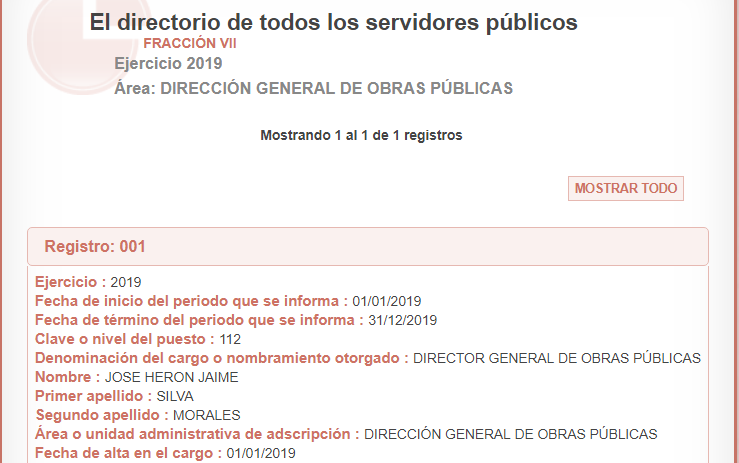 El directorio de todos los servidores públicos
FRACCIÓN VII
Ejercicio 2019
Área: DIRECCIÓN GENERAL DE OBRAS PÚBLICAS
Mostrando 1 al 1 de 1 registros
MOSTRAR TODO
Registro: 001
Ejercicio : 2019
Fecha de inicio del periodo que se informa : 01/01/2019
Fecha de término del periodo que se informa : 31/12/2019
Clave o nivel del puesto : 112
Denominación del cargo o nombramiento otorgado : DIRECTOR GENERAL DE OBRAS PÚBLICAS
Nombre : JOSE HERON JAIME
Primer apellido : SILVA
Segundo apellido : MORALES
Área o unidad administrativa de adscripción : DIRECCIÓN GENERAL DE OBRAS PÚBLICAS
Fecha de alta en el cargo : 01/01/2019